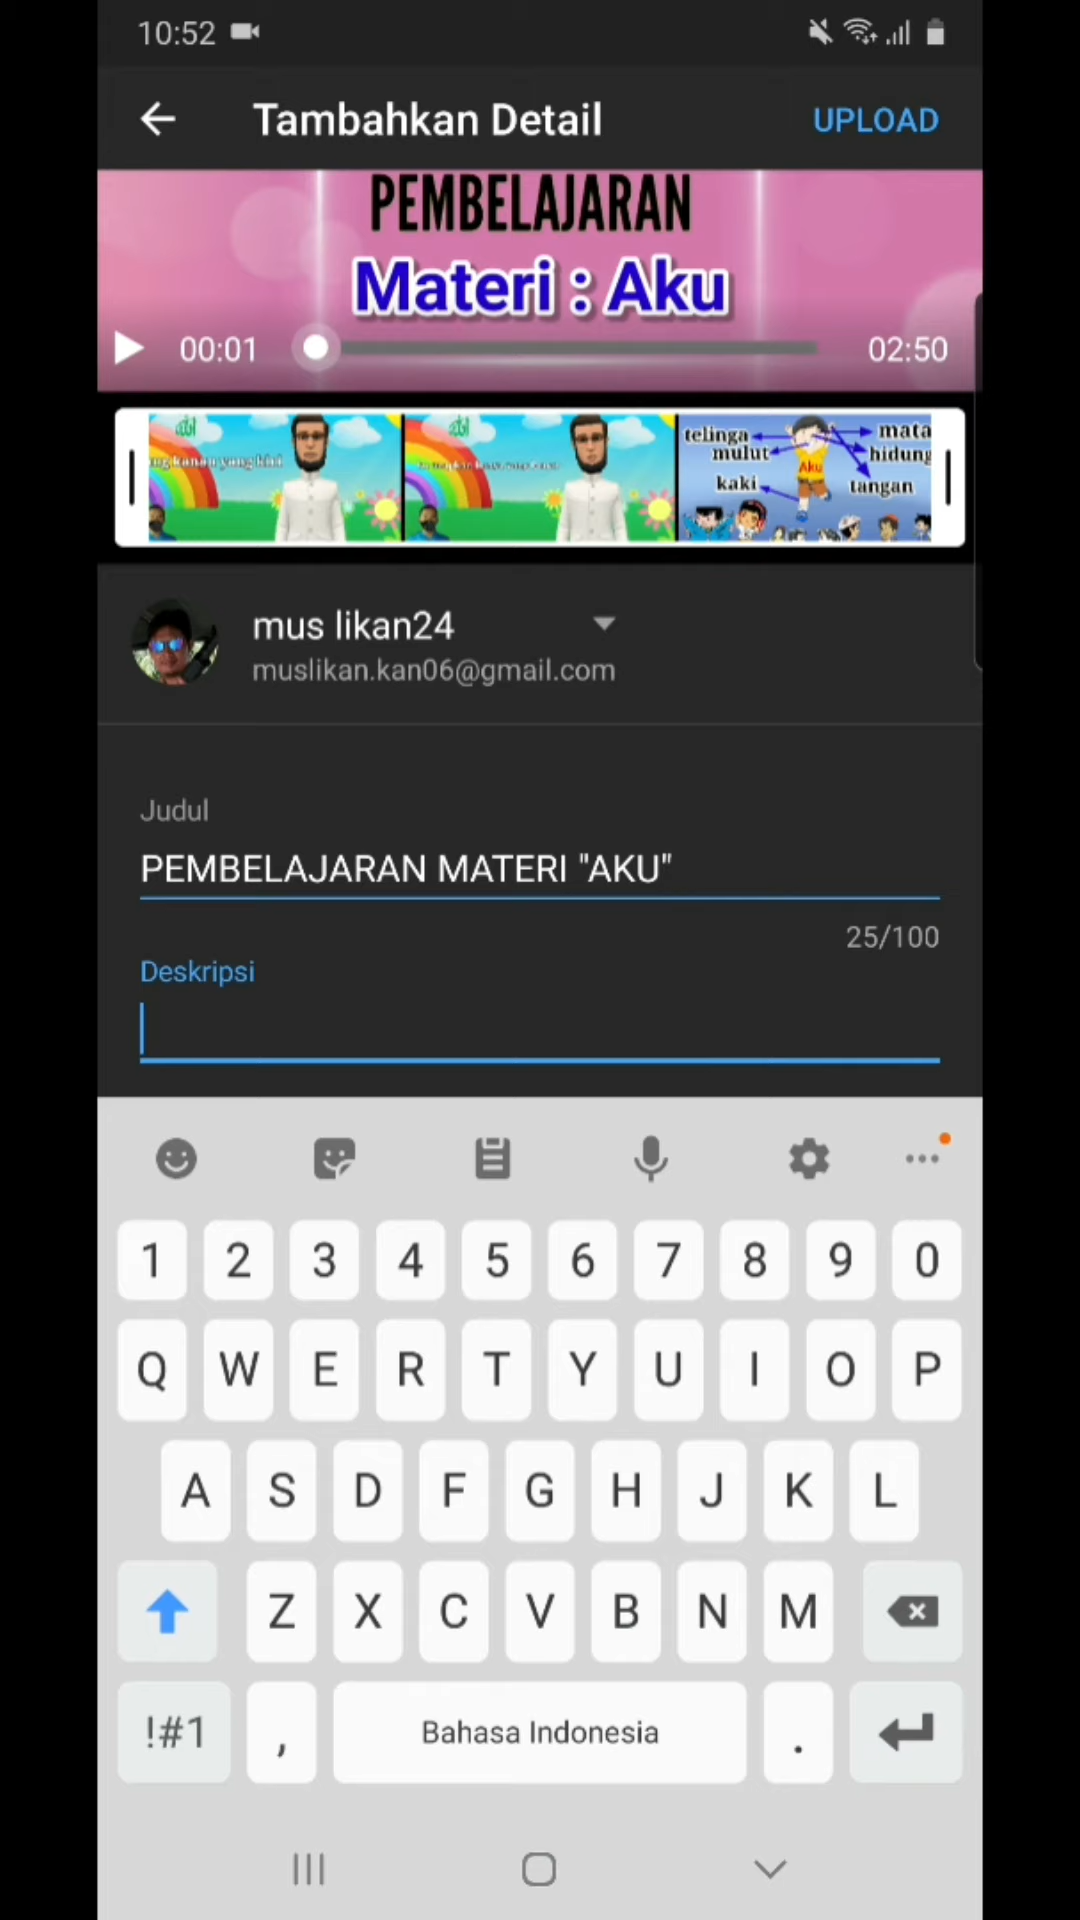 10:52
Tambahkan Detail
UPLOAD
PEMBELAJARAN
Materi : Aku
00:01
02:50
telinga
mata
mulut
hidung
Aku
kaki
tangan
mus likan24
muslikan.kan06@gmail.com
Judul
PEMBELAJARAN MATERI "AKU"
25/100
Deskripsi
1 2 3 4 5 6 7 8 9 0
Q W E R T Y U I O P
A S D F G H J K L
Z X C V B N M
!#1 , Bahasa Indonesia .